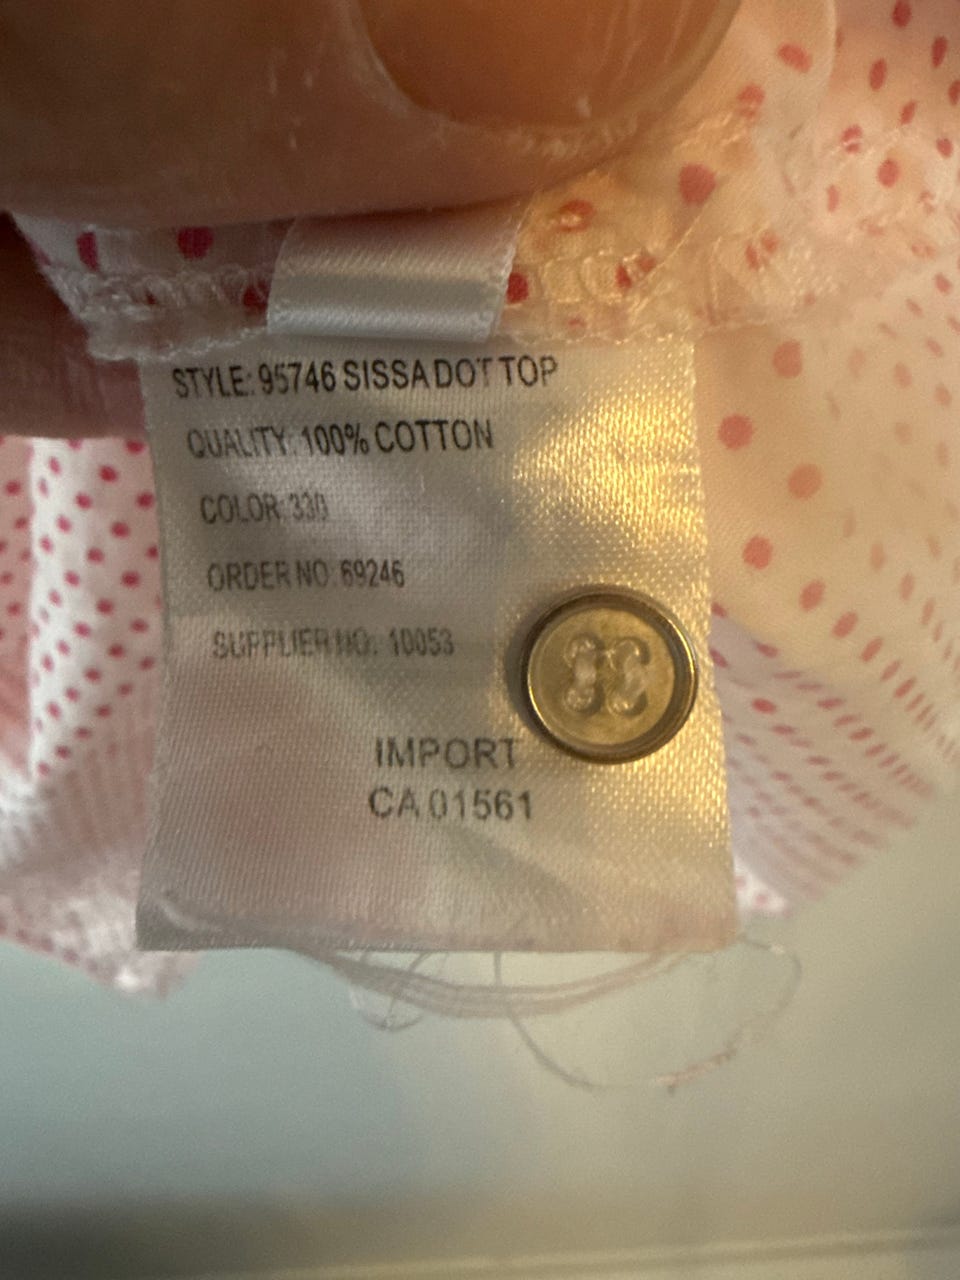 STYLE: 95746 SISSA DOT TOP
QUALITY: 100% COTTON
COLOR: 330
ORDER NO: 69246
SUPPLIER NO: 10053
IMPORT
CA 01561